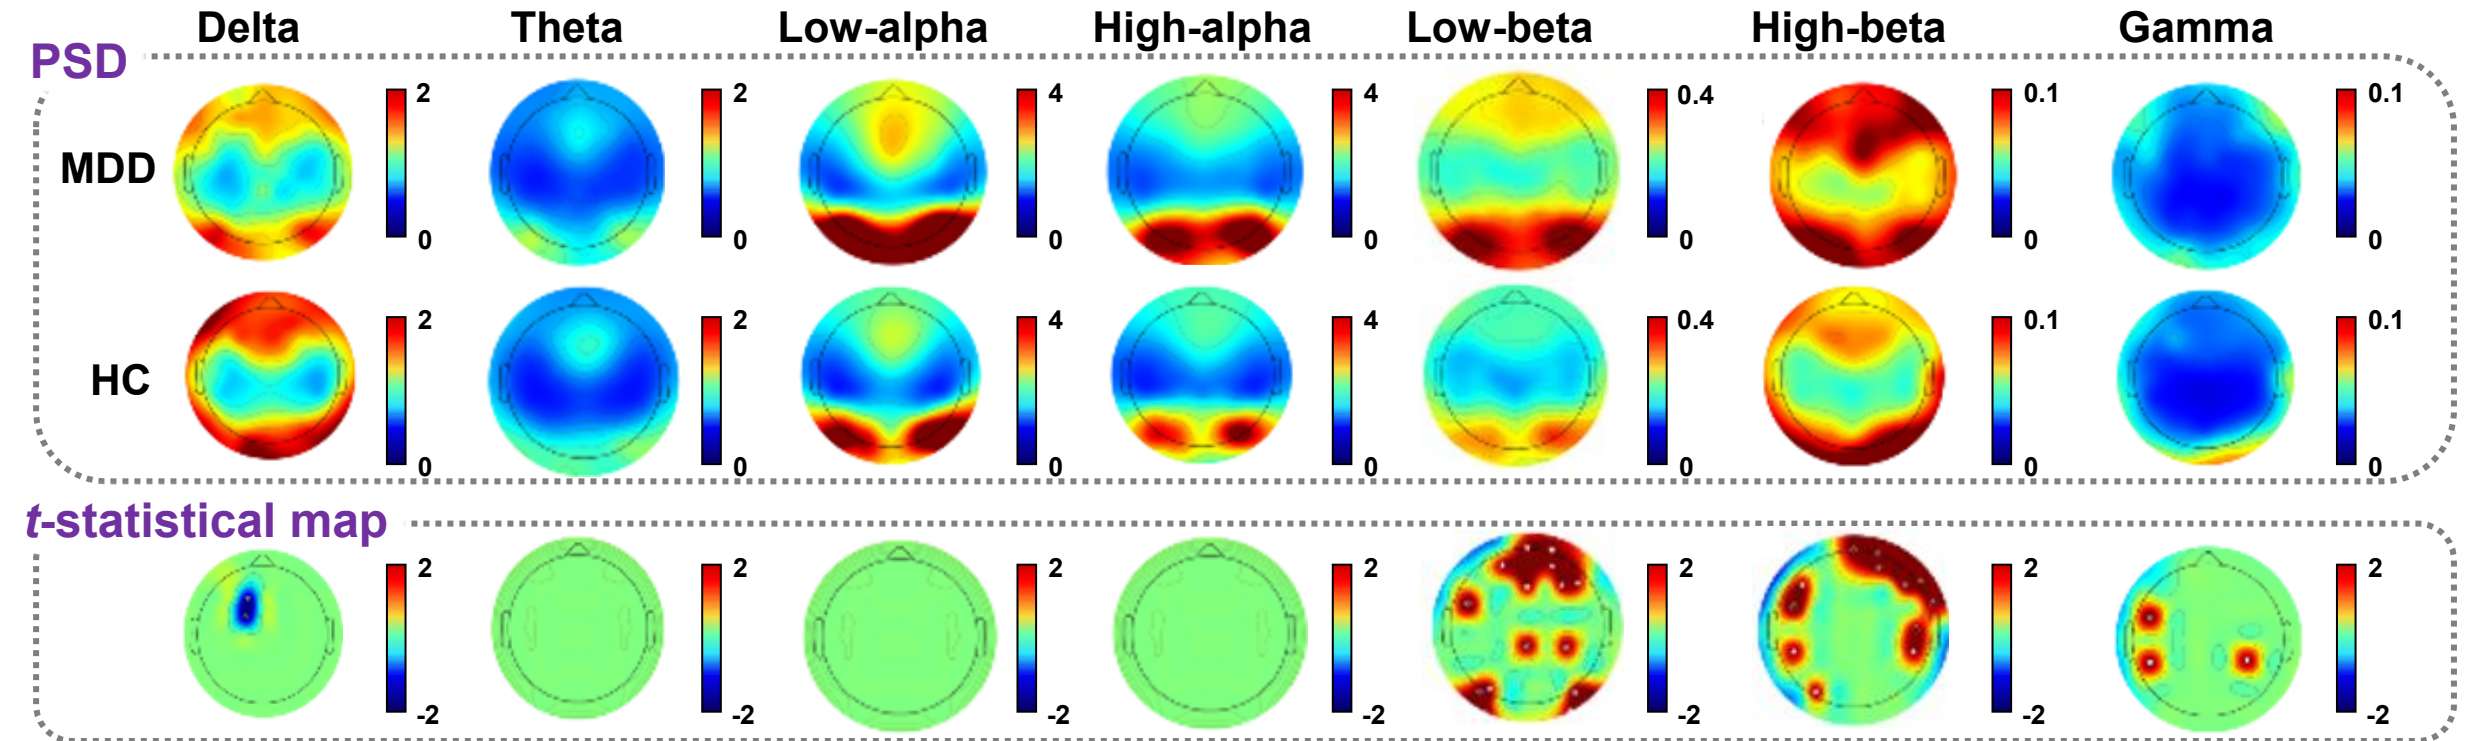 Delta Theta Low-alpha High-alpha Low-beta High-beta Gamma
PSD
MDD
2 0 2 0 4 0 4 0 0.4 0 0.1 0 0.1 0
HC
2 0 2 0 4 0 4 0 0.4 0 0.1 0 0.1 0
t-statistical map
2 -2 2 -2 2 -2 2 -2 2 -2 2 -2 2 -2